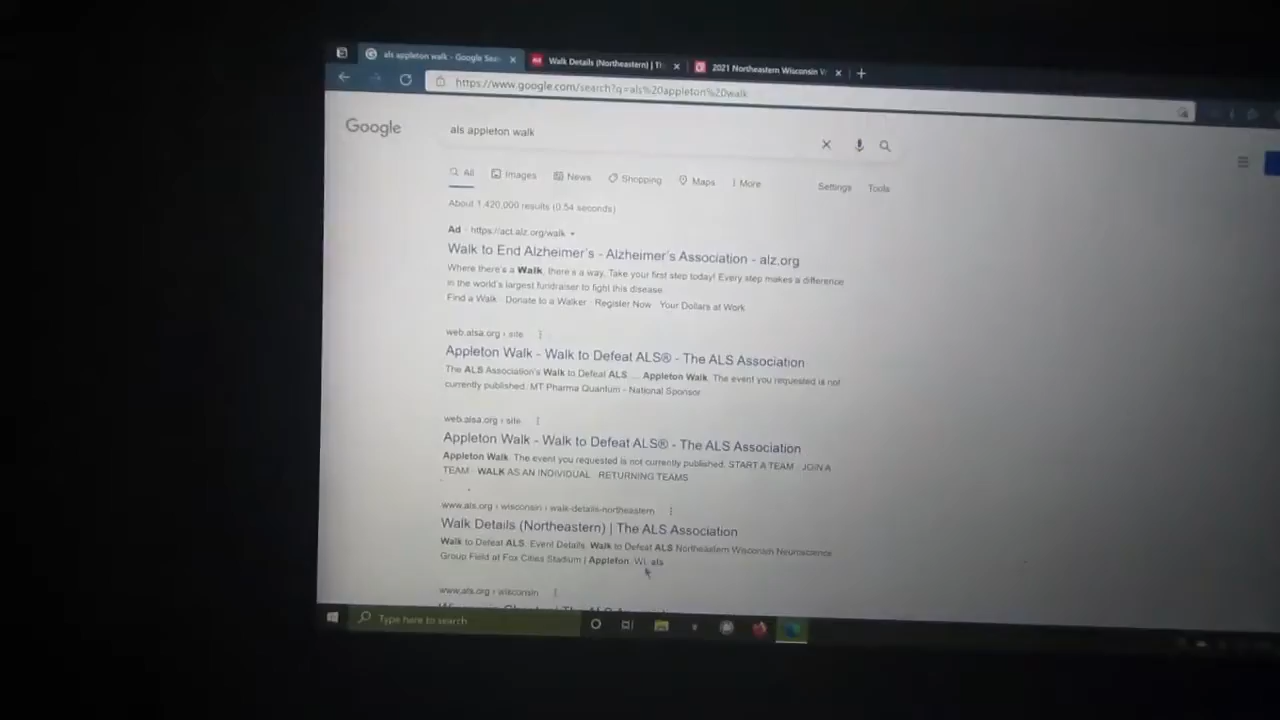 als appleton walk - Google Sear
Walk Details (Northeastern) | Th
2021 Northeastern Wisconsin W
https://www.google.com/search?q=als%20appleton%20walk
Google
als appleton walk
All Images News Shopping Maps More
Settings Tools
About 1,420,000 results (0.54 seconds)
Ad · https://act.alz.org/walk
Walk to End Alzheimer's - Alzheimer's Association - alz.org
Where there's a Walk, there's a way. Take your first step today! Every step makes a difference
in the world's largest fundraiser to fight this disease.
Find a Walk · Donate to a Walker · Register Now · Your Dollars at Work
web.alsa.org › site
Appleton Walk - Walk to Defeat ALS® - The ALS Association
The ALS Association's Walk to Defeat ALS ... Appleton Walk. The event you requested is not
currently published. MT Pharma Quantum - National Sponsor
web.alsa.org › site
Appleton Walk - Walk to Defeat ALS® - The ALS Association
Appleton Walk. The event you requested is not currently published. START A TEAM · JOIN A
TEAM · WALK AS AN INDIVIDUAL · RETURNING TEAMS
www.als.org › wisconsin › walk-details-northeastern
Walk Details (Northeastern) | The ALS Association
Walk to Defeat ALS. Event Details. Walk to Defeat ALS Northeastern Wisconsin Neuroscience
Group Field at Fox Cities Stadium | Appleton, WI. als
www.als.org › wisconsin
Type here to search